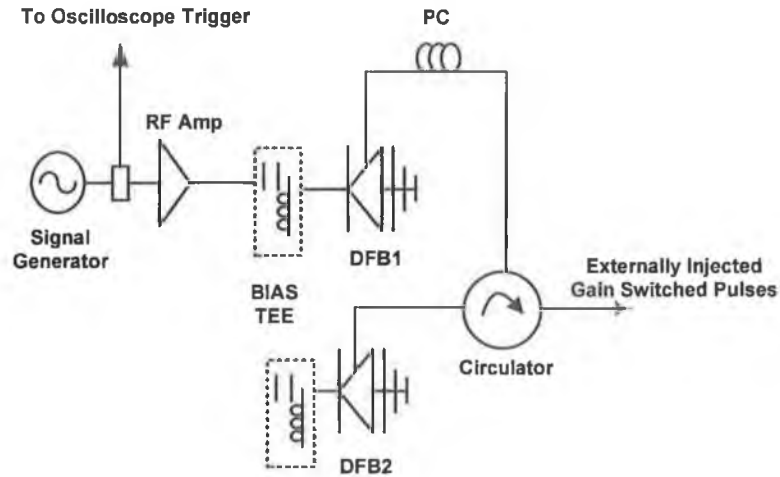 To Oscilloscope Trigger
PC
RF Amp
Signal
Generator
DFB1
BIAS
TEE
Externally Injected
Gain Switched Pulses
Circulator
DFB2